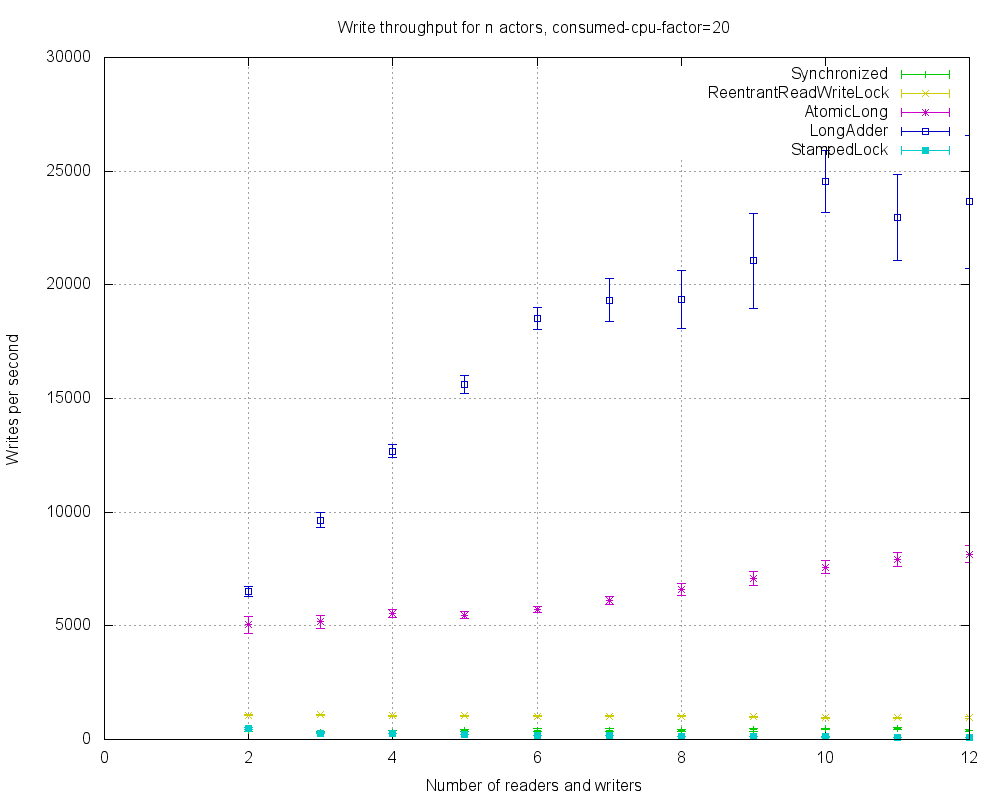 Write throughput for n actors, consumed-cpu-factor=20
30000
25000
20000
15000
10000
5000
0
Writes per second
Synchronized
ReentrantReadWriteLock
AtomicLong
LongAdder
StampedLock
0 2 4 6 8 10 12
Number of readers and writers